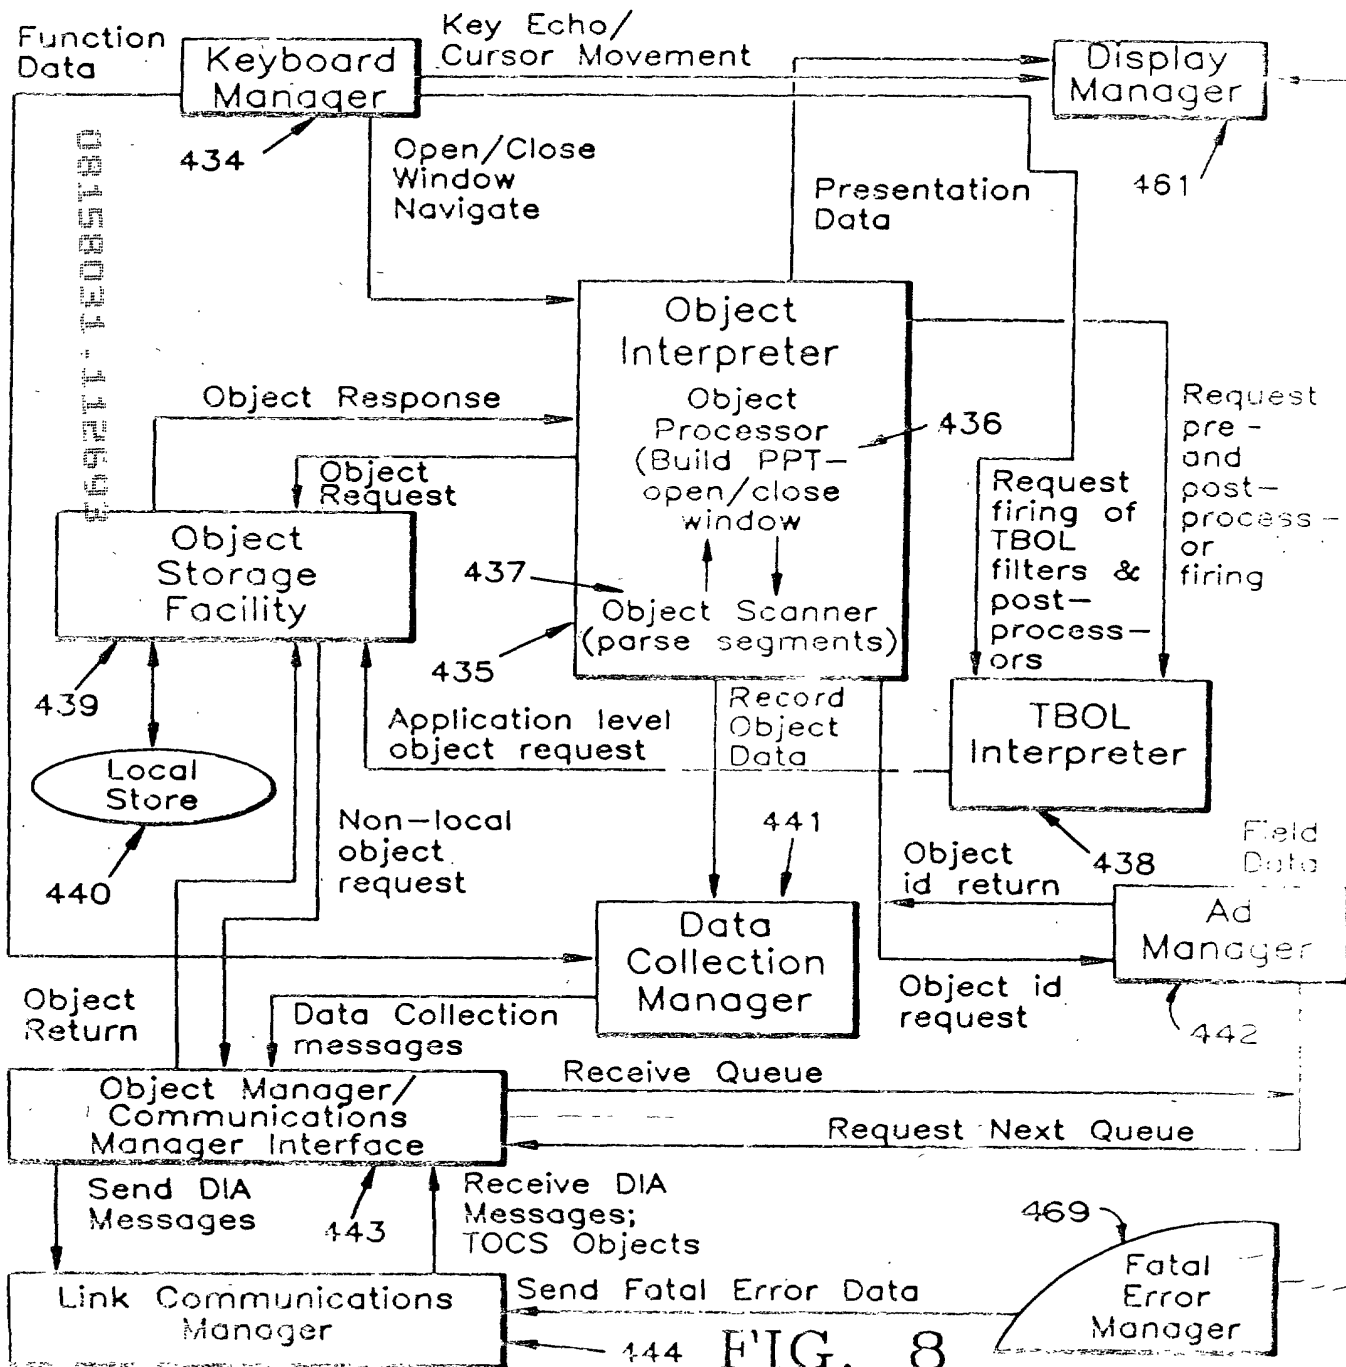 Function
Data
Keyboard
Manager
434
Key Echo/
Cursor Movement
Display
Manager
461
Open/Close
Window
Navigate
Presentation
Data
08158031.112693
Object
Interpreter
Object
Processor
(Build PPT-
open/close
window
436
437
Object Scanner
(parse segments)
435
Object Response
Object
Request
Object
Storage
Facility
439
Local
Store
440
Request
firing of
TBOL
filters &
post-
process-
ors
Request
pre-
and
post-
process-
or
firing
TBOL
Interpreter
438
Application level
object request
Record
Object
Data
441
Non-local
object
request
Object
id return
Field
Data
Ad
Manager
442
Data
Collection
Manager
Object id
request
Object
Return
Data Collection
messages
Object Manager/
Communications
Manager Interface
443
Receive Queue
Request Next Queue
Send DIA
Messages
Receive DIA
Messages;
TOCS Objects
469
Fatal
Error
Manager
Send Fatal Error Data
Link Communications
Manager
444
FIG. 8